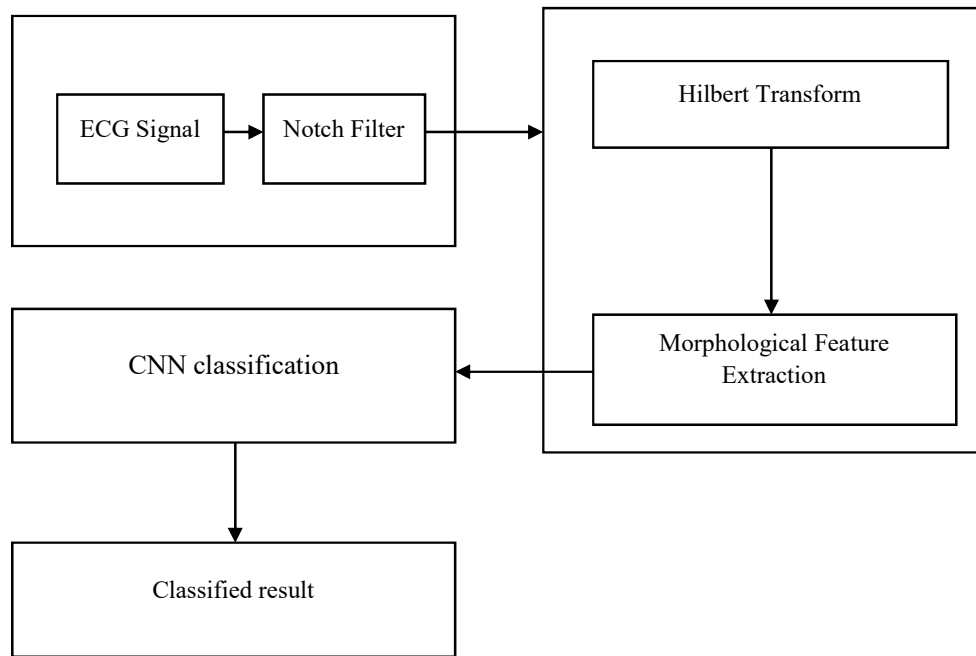 ECG Signal
Notch Filter
Hilbert Transform
Morphological Feature
Extraction
CNN classification
Classified result